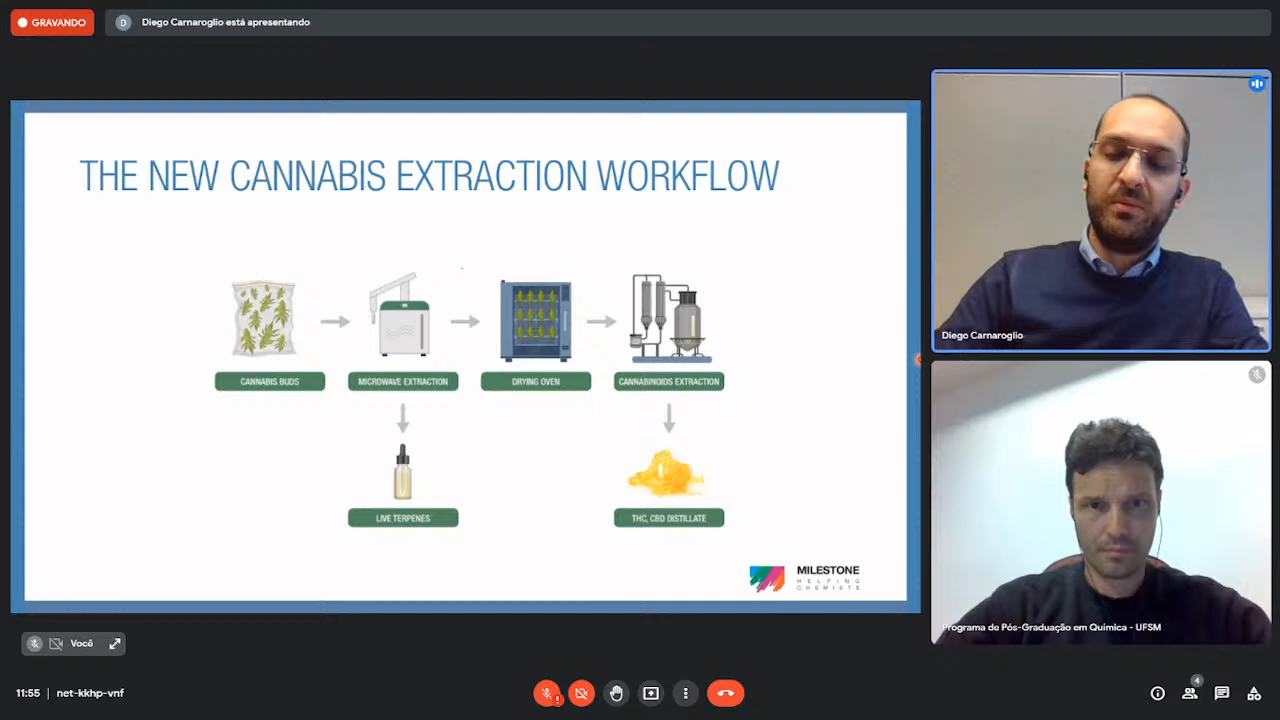 GRAVANDO
D
Diego Carnaroglio está apresentando
THE NEW CANNABIS EXTRACTION WORKFLOW
CANNABIS BUDS
MICROWAVE EXTRACTION
DRYING OVEN
CANNABINOIDS EXTRACTION
LIVE TERPENES
THC, CBD DISTILLATE
MILESTONE
HELPING
CHEMISTS
Diego Carnaroglio
Programa de Pós-Graduação em Química - UFSM
Você
11:55 | net-kkhp-vnf
4